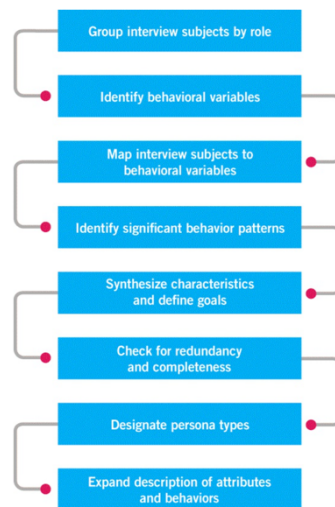 Group interview subjects by role
Identify behavioral variables
Map interview subjects to
behavioral variables
Identify significant behavior patterns
Synthesize characteristics
and define goals
Check for redundancy
and completeness
Designate persona types
Expand description of attributes
and behaviors